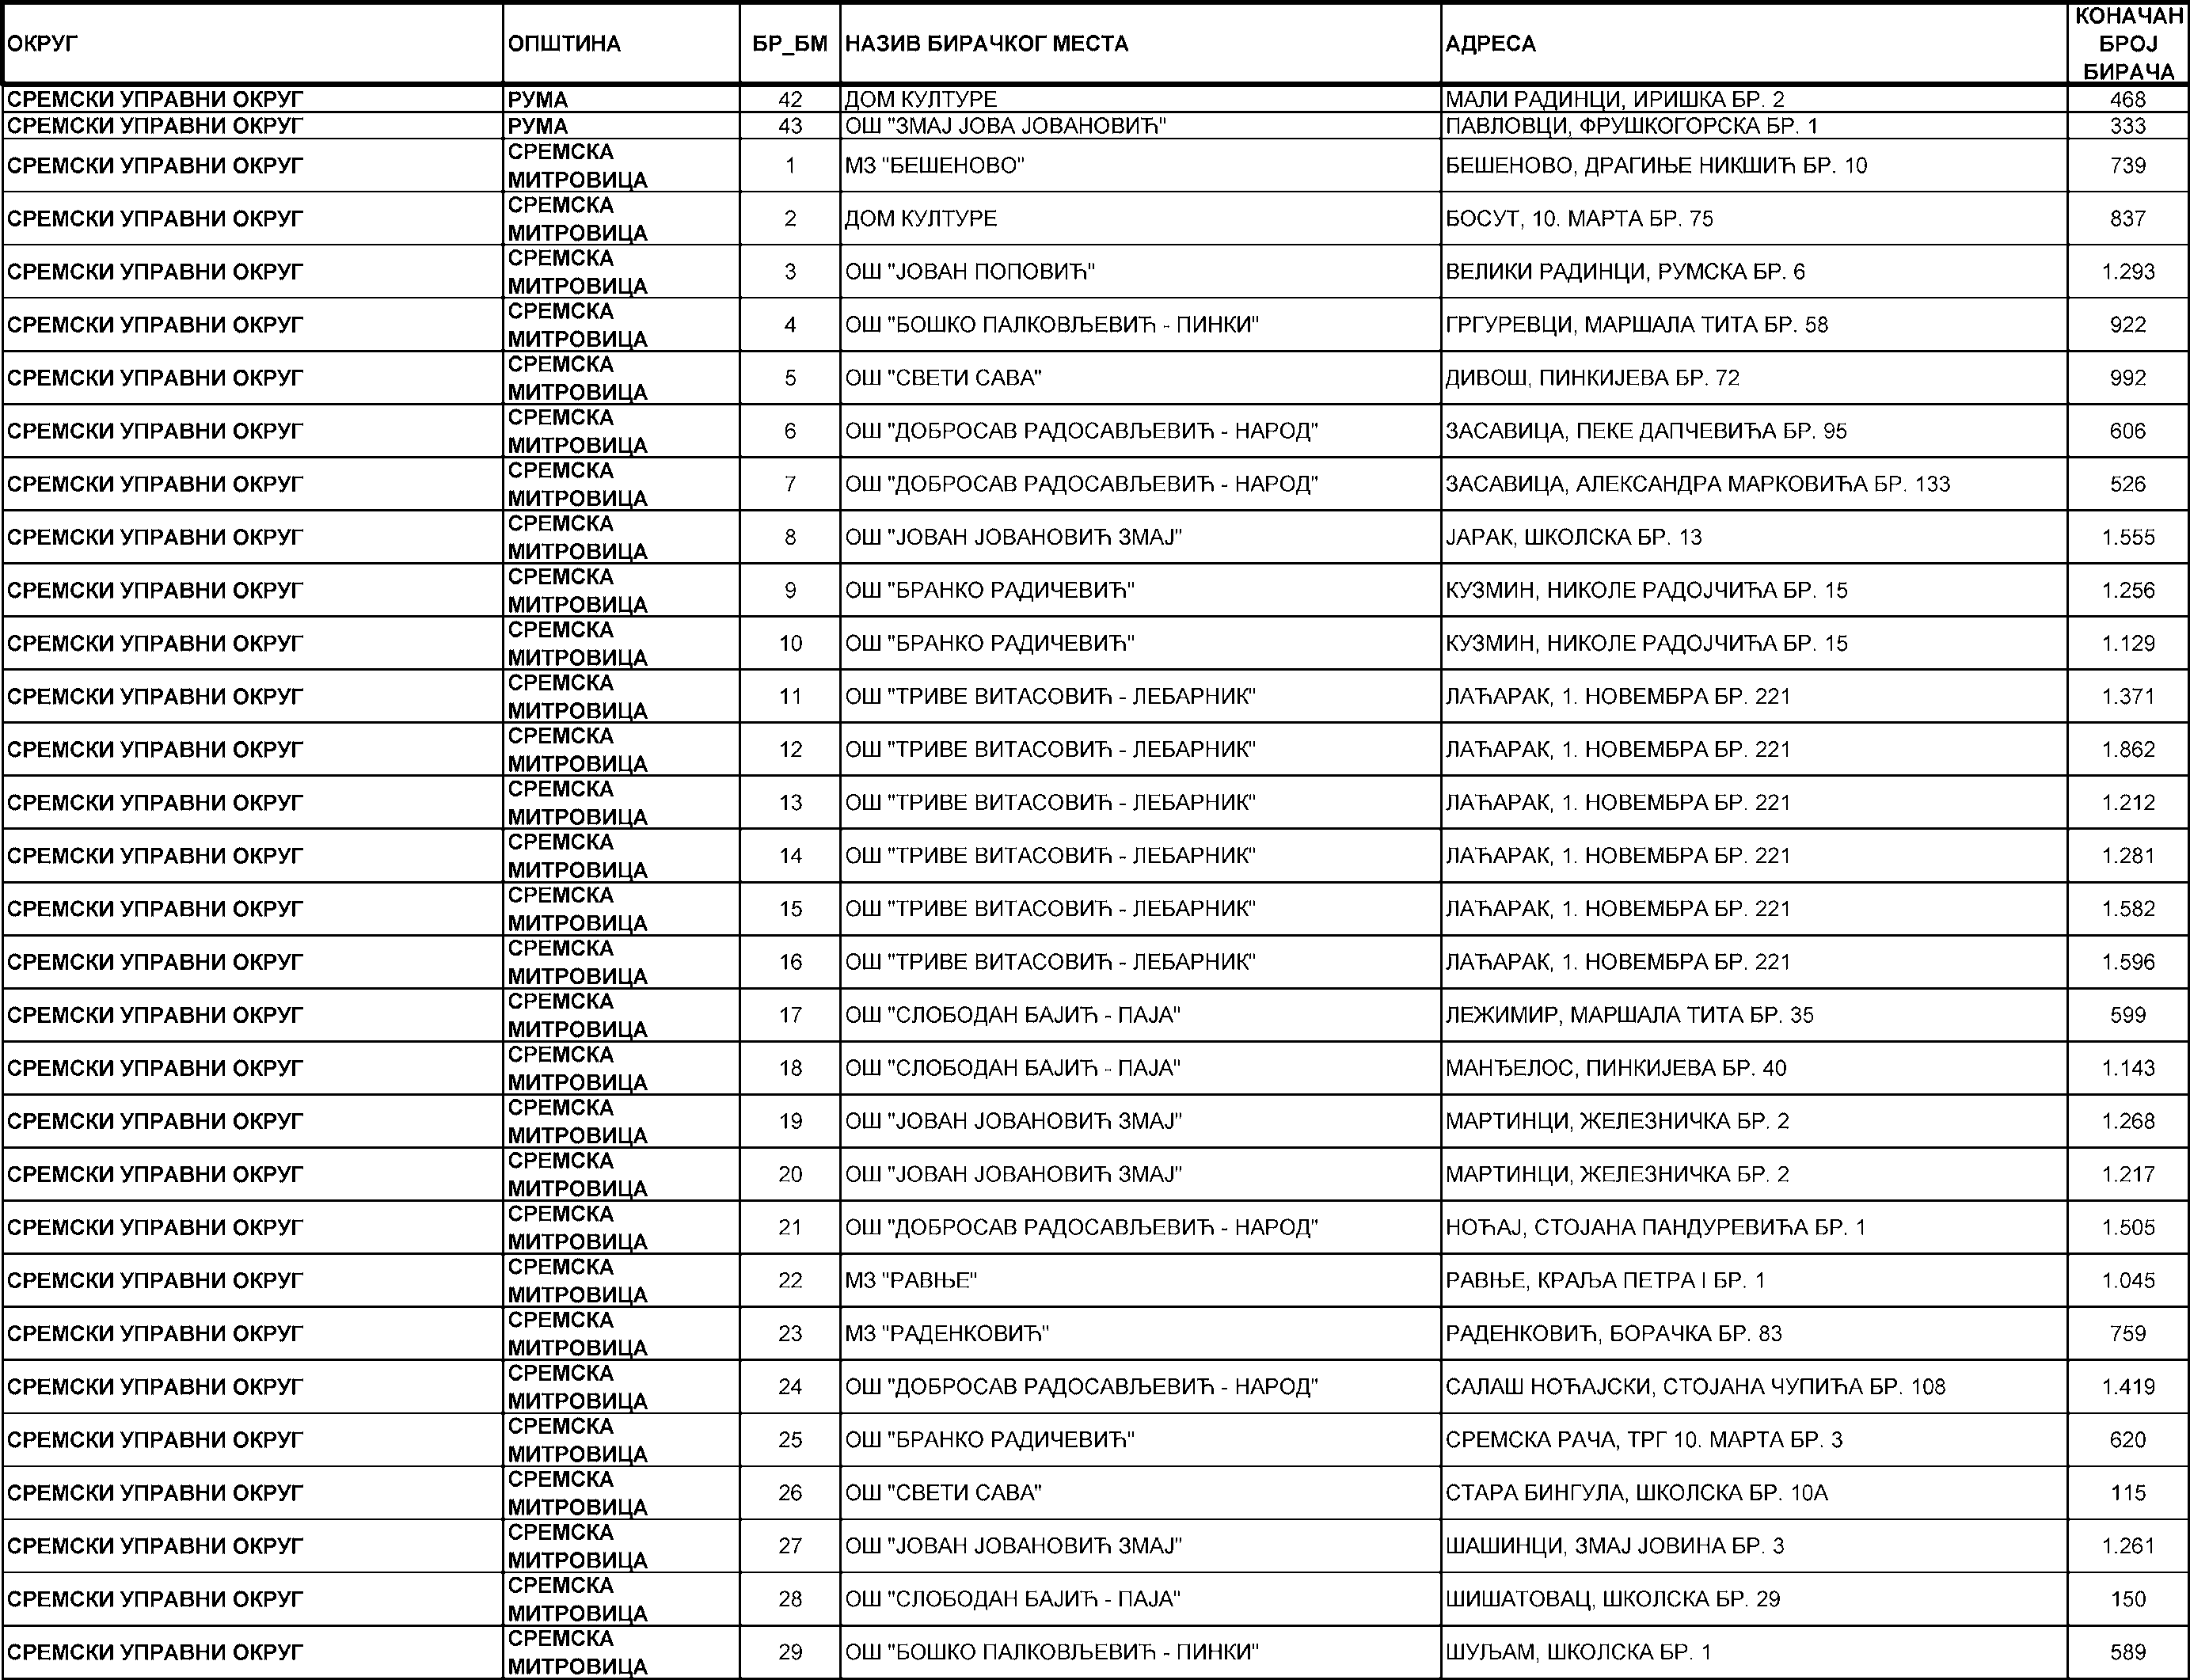 ОКРУГ ОПШТИНА БР_БМ НАЗИВ БИРАЧКОГ МЕСТА АДРЕСА КОНАЧАН БРОЈ БИРАЧА
СРЕМСКИ УПРАВНИ ОКРУГ РУМА 42 ДОМ КУЛТУРЕ МАЛИ РАДИНЦИ, ИРИШКА БР. 2 468
СРЕМСКИ УПРАВНИ ОКРУГ РУМА 43 ОШ "ЗМАЈ ЈОВА ЈОВАНОВИЋ" ПАВЛОВЦИ, ФРУШКОГОРСКА БР. 1 333
СРЕМСКИ УПРАВНИ ОКРУГ СРЕМСКА МИТРОВИЦА 1 МЗ "БЕШЕНОВО" БЕШЕНОВО, ДРАГИЊЕ НИКШИЋ БР. 10 739
СРЕМСКИ УПРАВНИ ОКРУГ СРЕМСКА МИТРОВИЦА 2 ДОМ КУЛТУРЕ БОСУТ, 10. МАРТА БР. 75 837
СРЕМСКИ УПРАВНИ ОКРУГ СРЕМСКА МИТРОВИЦА 3 ОШ "ЈОВАН ПОПОВИЋ" ВЕЛИКИ РАДИНЦИ, РУМСКА БР. 6 1.293
СРЕМСКИ УПРАВНИ ОКРУГ СРЕМСКА МИТРОВИЦА 4 ОШ "БОШКО ПАЛКОВЉЕВИЋ - ПИНКИ" ГРГУРЕВЦИ, МАРШАЛА ТИТА БР. 58 922
СРЕМСКИ УПРАВНИ ОКРУГ СРЕМСКА МИТРОВИЦА 5 ОШ "СВЕТИ САВА" ДИВОШ, ПИНКИЈЕВА БР. 72 992
СРЕМСКИ УПРАВНИ ОКРУГ СРЕМСКА МИТРОВИЦА 6 ОШ "ДОБРОСАВ РАДОСАВЉЕВИЋ - НАРОД" ЗАСАВИЦА, ПЕКЕ ДАПЧЕВИЋА БР. 95 606
СРЕМСКИ УПРАВНИ ОКРУГ СРЕМСКА МИТРОВИЦА 7 ОШ "ДОБРОСАВ РАДОСАВЉЕВИЋ - НАРОД" ЗАСАВИЦА, АЛЕКСАНДРА МАРКОВИЋА БР. 133 526
СРЕМСКИ УПРАВНИ ОКРУГ СРЕМСКА МИТРОВИЦА 8 ОШ "ЈОВАН ЈОВАНОВИЋ ЗМАЈ" ЈАРАК, ШКОЛСКА БР. 13 1.555
СРЕМСКИ УПРАВНИ ОКРУГ СРЕМСКА МИТРОВИЦА 9 ОШ "БРАНКО РАДИЧЕВИЋ" КУЗМИН, НИКОЛЕ РАДОЈЧИЋА БР. 15 1.256
СРЕМСКИ УПРАВНИ ОКРУГ СРЕМСКА МИТРОВИЦА 10 ОШ "БРАНКО РАДИЧЕВИЋ" КУЗМИН, НИКОЛЕ РАДОЈЧИЋА БР. 15 1.129
СРЕМСКИ УПРАВНИ ОКРУГ СРЕМСКА МИТРОВИЦА 11 ОШ "ТРИВЕ ВИТАСОВИЋ - ЛЕБАРНИК" ЛАЋАРАК, 1. НОВЕМБРА БР. 221 1.371
СРЕМСКИ УПРАВНИ ОКРУГ СРЕМСКА МИТРОВИЦА 12 ОШ "ТРИВЕ ВИТАСОВИЋ - ЛЕБАРНИК" ЛАЋАРАК, 1. НОВЕМБРА БР. 221 1.862
СРЕМСКИ УПРАВНИ ОКРУГ СРЕМСКА МИТРОВИЦА 13 ОШ "ТРИВЕ ВИТАСОВИЋ - ЛЕБАРНИК" ЛАЋАРАК, 1. НОВЕМБРА БР. 221 1.212
СРЕМСКИ УПРАВНИ ОКРУГ СРЕМСКА МИТРОВИЦА 14 ОШ "ТРИВЕ ВИТАСОВИЋ - ЛЕБАРНИК" ЛАЋАРАК, 1. НОВЕМБРА БР. 221 1.281
СРЕМСКИ УПРАВНИ ОКРУГ СРЕМСКА МИТРОВИЦА 15 ОШ "ТРИВЕ ВИТАСОВИЋ - ЛЕБАРНИК" ЛАЋАРАК, 1. НОВЕМБРА БР. 221 1.582
СРЕМСКИ УПРАВНИ ОКРУГ СРЕМСКА МИТРОВИЦА 16 ОШ "ТРИВЕ ВИТАСОВИЋ - ЛЕБАРНИК" ЛАЋАРАК, 1. НОВЕМБРА БР. 221 1.596
СРЕМСКИ УПРАВНИ ОКРУГ СРЕМСКА МИТРОВИЦА 17 ОШ "СЛОБОДАН БАЈИЋ - ПАЈА" ЛЕЖИМИР, МАРШАЛА ТИТА БР. 35 599
СРЕМСКИ УПРАВНИ ОКРУГ СРЕМСКА МИТРОВИЦА 18 ОШ "СЛОБОДАН БАЈИЋ - ПАЈА" МАНЂЕЛОС, ПИНКИЈЕВА БР. 40 1.143
СРЕМСКИ УПРАВНИ ОКРУГ СРЕМСКА МИТРОВИЦА 19 ОШ "ЈОВАН ЈОВАНОВИЋ ЗМАЈ" МАРТИНЦИ, ЖЕЛЕЗНИЧКА БР. 2 1.268
СРЕМСКИ УПРАВНИ ОКРУГ СРЕМСКА МИТРОВИЦА 20 ОШ "ЈОВАН ЈОВАНОВИЋ ЗМАЈ" МАРТИНЦИ, ЖЕЛЕЗНИЧКА БР. 2 1.217
СРЕМСКИ УПРАВНИ ОКРУГ СРЕМСКА МИТРОВИЦА 21 ОШ "ДОБРОСАВ РАДОСАВЉЕВИЋ - НАРОД" НОЋАЈ, СТОЈАНА ПАНДУРЕВИЋА БР. 1 1.505
СРЕМСКИ УПРАВНИ ОКРУГ СРЕМСКА МИТРОВИЦА 22 МЗ "РАВЊЕ" РАВЊЕ, КРАЉА ПЕТРА I БР. 1 1.045
СРЕМСКИ УПРАВНИ ОКРУГ СРЕМСКА МИТРОВИЦА 23 МЗ "РАДЕНКОВИЋ" РАДЕНКОВИЋ, БОРАЧКА БР. 83 759
СРЕМСКИ УПРАВНИ ОКРУГ СРЕМСКА МИТРОВИЦА 24 ОШ "ДОБРОСАВ РАДОСАВЉЕВИЋ - НАРОД" САЛАШ НОЋАЈСКИ, СТОЈАНА ЧУПИЋА БР. 108 1.419
СРЕМСКИ УПРАВНИ ОКРУГ СРЕМСКА МИТРОВИЦА 25 ОШ "БРАНКО РАДИЧЕВИЋ" СРЕМСКА РАЧА, ТРГ 10. МАРТА БР. 3 620
СРЕМСКИ УПРАВНИ ОКРУГ СРЕМСКА МИТРОВИЦА 26 ОШ "СВЕТИ САВА" СТАРА БИНГУЛА, ШКОЛСКА БР. 10А 115
СРЕМСКИ УПРАВНИ ОКРУГ СРЕМСКА МИТРОВИЦА 27 ОШ "ЈОВАН ЈОВАНОВИЋ ЗМАЈ" ШАШИНЦИ, ЗМАЈ ЈОВИНА БР. 3 1.261
СРЕМСКИ УПРАВНИ ОКРУГ СРЕМСКА МИТРОВИЦА 28 ОШ "СЛОБОДАН БАЈИЋ - ПАЈА" ШИШАТОВАЦ, ШКОЛСКА БР. 29 150
СРЕМСКИ УПРАВНИ ОКРУГ СРЕМСКА МИТРОВИЦА 29 ОШ "БОШКО ПАЛКОВЉЕВИЋ - ПИНКИ" ШУЉАМ, ШКОЛСКА БР. 1 589